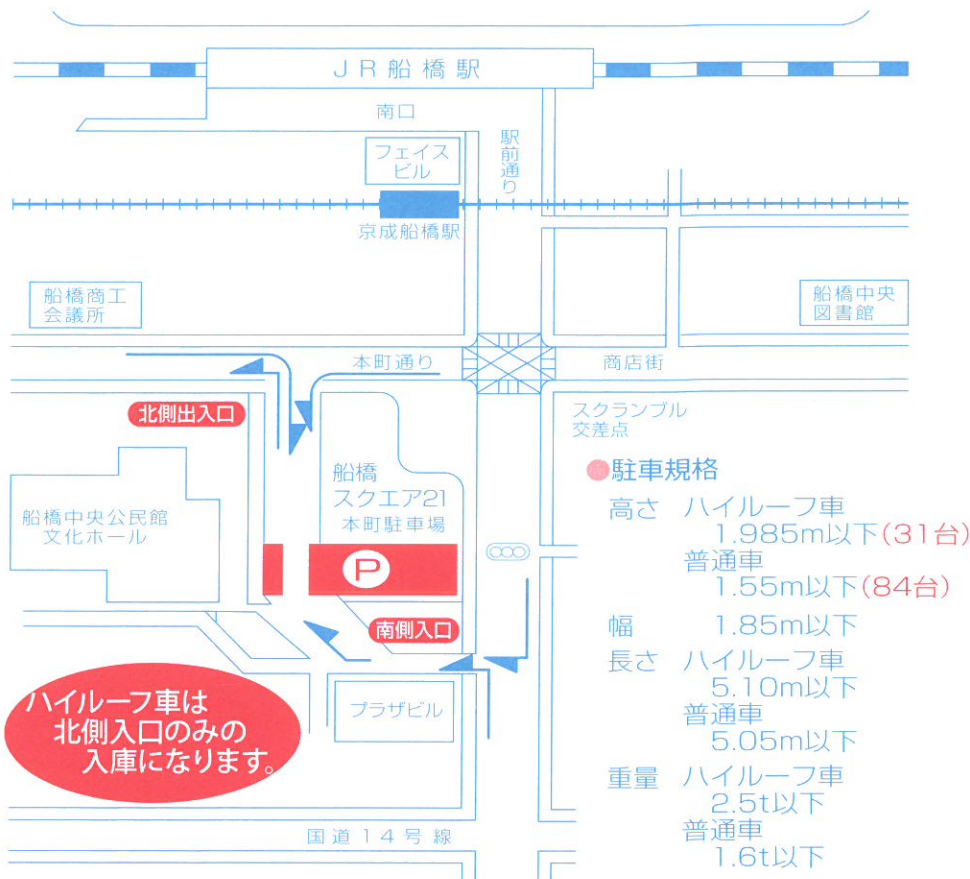 JR船橋駅
南口
フェイス
ビル
駅前通り
京成船橋駅
船橋商工
会議所
船橋中央
図書館
本町通り
商店街
北側出入口
スクランブル
交差点
船橋
スクエア21
本町駐車場
船橋中央公民館
文化ホール
P
南側入口
プラザビル
ハイルーフ車は
北側入口のみの
入庫になります。
国道14号線
●駐車規格
高さ ハイルーフ車
1.985m以下(31台)
普通車
1.55m以下(84台)
幅 1.85m以下
長さ ハイルーフ車
5.10m以下
普通車
5.05m以下
重量 ハイルーフ車
2.5t以下
普通車
1.6t以下